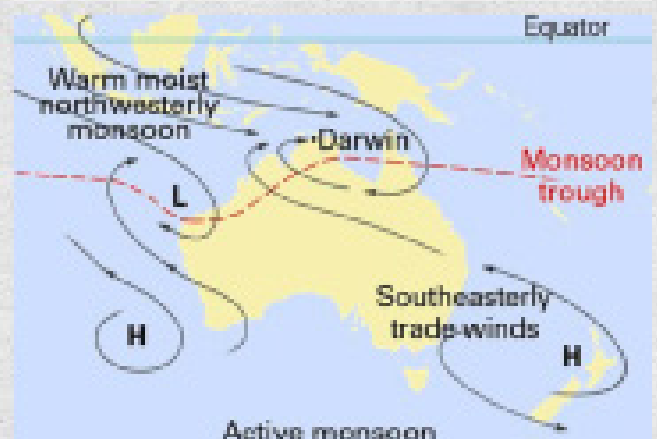 Equator
Warm moist
northwesterly
monsoon
Darwin
Monsoon
trough
L
Southeasterly
trade winds
H
H
Active monsoon